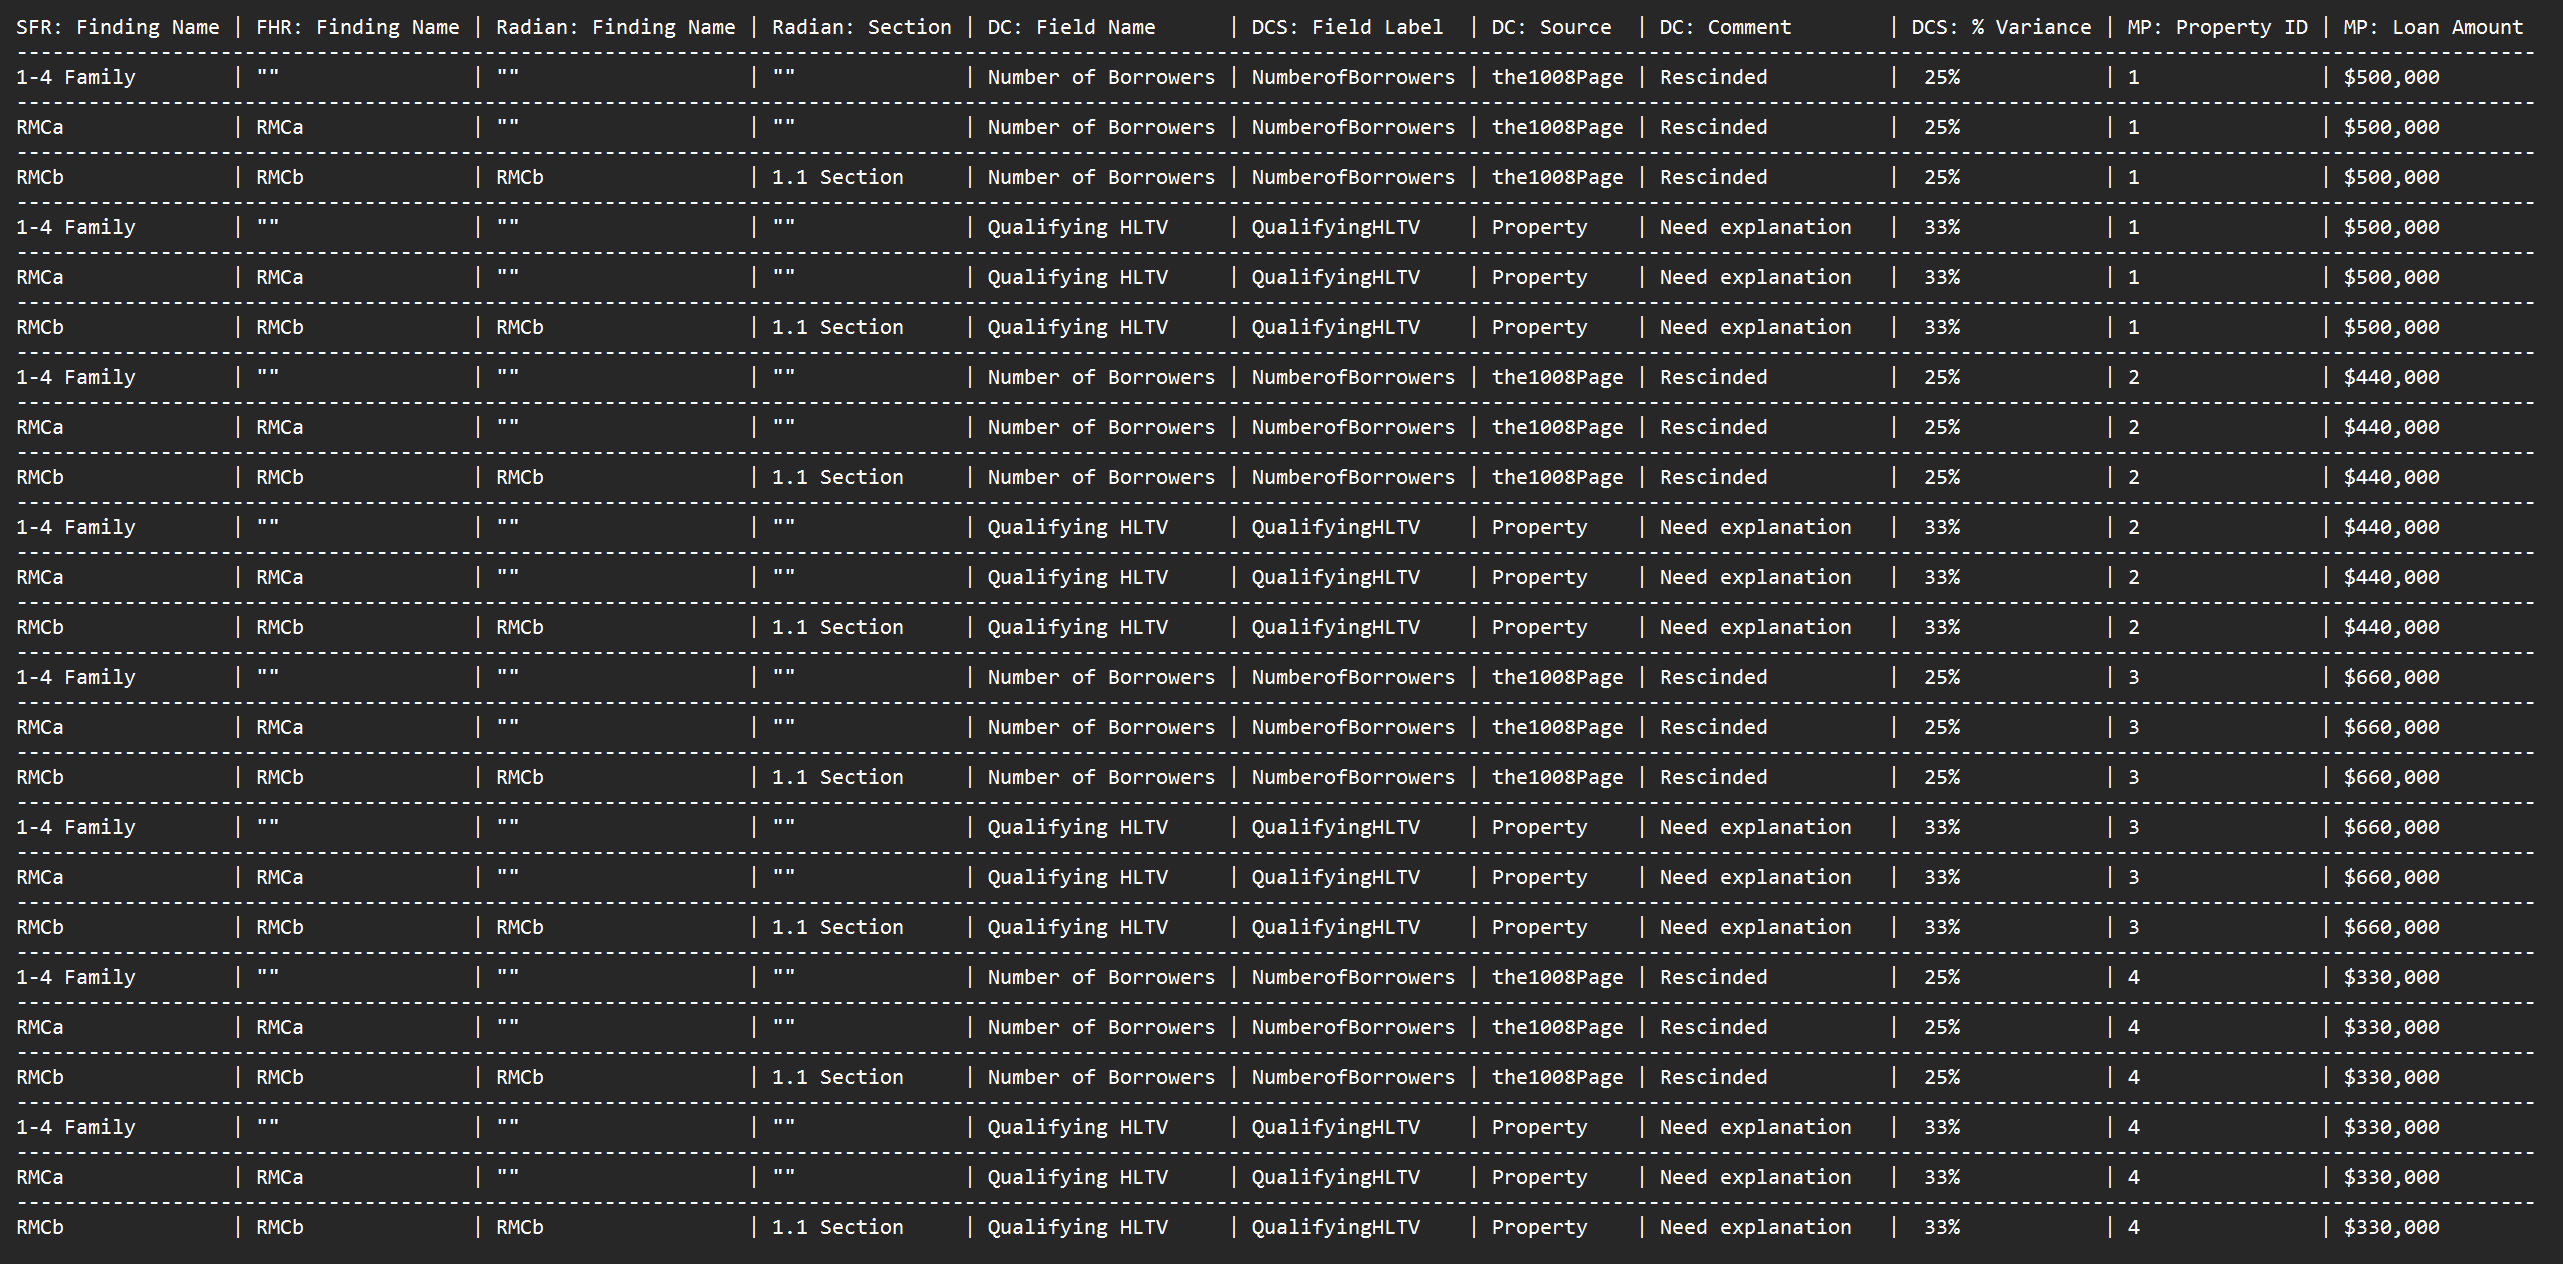 SFR: Finding Name | FHR: Finding Name | Radian: Finding Name | Radian: Section | DC: Field Name      | DCS: Field Label  | DC: Source  | DC: Comment        | DCS: % Variance | MP: Property ID | MP: Loan Amount
1-4 Family        | ""                | ""                   | ""              | Number of Borrowers | NumberofBorrowers | the1008Page | Rescinded          |  25%            | 1               | $500,000
RMCa              | RMCa              | ""                   | ""              | Number of Borrowers | NumberofBorrowers | the1008Page | Rescinded          |  25%            | 1               | $500,000
RMCb              | RMCb              | RMCb                 | 1.1 Section     | Number of Borrowers | NumberofBorrowers | the1008Page | Rescinded          |  25%            | 1               | $500,000
1-4 Family        | ""                | ""                   | ""              | Qualifying HLTV     | QualifyingHLTV    | Property    | Need explanation   |  33%            | 1               | $500,000
RMCa              | RMCa              | ""                   | ""              | Qualifying HLTV     | QualifyingHLTV    | Property    | Need explanation   |  33%            | 1               | $500,000
RMCb              | RMCb              | RMCb                 | 1.1 Section     | Qualifying HLTV     | QualifyingHLTV    | Property    | Need explanation   |  33%            | 1               | $500,000
1-4 Family        | ""                | ""                   | ""              | Number of Borrowers | NumberofBorrowers | the1008Page | Rescinded          |  25%            | 2               | $440,000
RMCa              | RMCa              | ""                   | ""              | Number of Borrowers | NumberofBorrowers | the1008Page | Rescinded          |  25%            | 2               | $440,000
RMCb              | RMCb              | RMCb                 | 1.1 Section     | Number of Borrowers | NumberofBorrowers | the1008Page | Rescinded          |  25%            | 2               | $440,000
1-4 Family        | ""                | ""                   | ""              | Qualifying HLTV     | QualifyingHLTV    | Property    | Need explanation   |  33%            | 2               | $440,000
RMCa              | RMCa              | ""                   | ""              | Qualifying HLTV     | QualifyingHLTV    | Property    | Need explanation   |  33%            | 2               | $440,000
RMCb              | RMCb              | RMCb                 | 1.1 Section     | Qualifying HLTV     | QualifyingHLTV    | Property    | Need explanation   |  33%            | 2               | $440,000
1-4 Family        | ""                | ""                   | ""              | Number of Borrowers | NumberofBorrowers | the1008Page | Rescinded          |  25%            | 3               | $660,000
RMCa              | RMCa              | ""                   | ""              | Number of Borrowers | NumberofBorrowers | the1008Page | Rescinded          |  25%            | 3               | $660,000
RMCb              | RMCb              | RMCb                 | 1.1 Section     | Number of Borrowers | NumberofBorrowers | the1008Page | Rescinded          |  25%            | 3               | $660,000
1-4 Family        | ""                | ""                   | ""              | Qualifying HLTV     | QualifyingHLTV    | Property    | Need explanation   |  33%            | 3               | $660,000
RMCa              | RMCa              | ""                   | ""              | Qualifying HLTV     | QualifyingHLTV    | Property    | Need explanation   |  33%            | 3               | $660,000
RMCb              | RMCb              | RMCb                 | 1.1 Section     | Qualifying HLTV     | QualifyingHLTV    | Property    | Need explanation   |  33%            | 3               | $660,000
1-4 Family        | ""                | ""                   | ""              | Number of Borrowers | NumberofBorrowers | the1008Page | Rescinded          |  25%            | 4               | $330,000
RMCa              | RMCa              | ""                   | ""              | Number of Borrowers | NumberofBorrowers | the1008Page | Rescinded          |  25%            | 4               | $330,000
RMCb              | RMCb              | RMCb                 | 1.1 Section     | Number of Borrowers | NumberofBorrowers | the1008Page | Rescinded          |  25%            | 4               | $330,000
1-4 Family        | ""                | ""                   | ""              | Qualifying HLTV     | QualifyingHLTV    | Property    | Need explanation   |  33%            | 4               | $330,000
RMCa              | RMCa              | ""                   | ""              | Qualifying HLTV     | QualifyingHLTV    | Property    | Need explanation   |  33%            | 4               | $330,000
RMCb              | RMCb              | RMCb                 | 1.1 Section     | Qualifying HLTV     | QualifyingHLTV    | Property    | Need explanation   |  33%            | 4               | $330,000